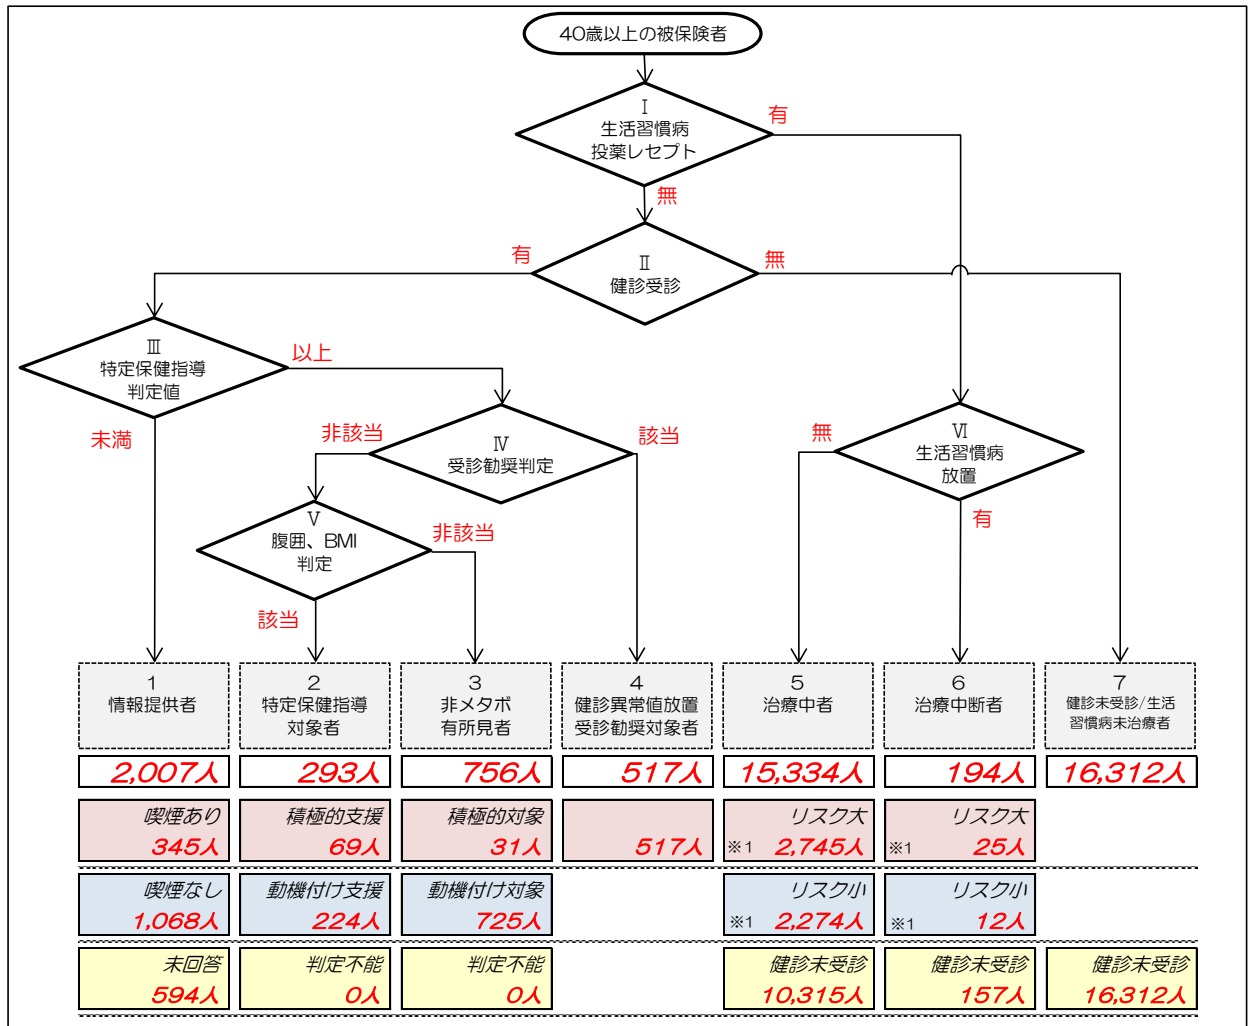 40歳以上の被保険者
Ⅰ
生活習慣病
投薬レセプト
有
無
Ⅱ
健診受診
有
無
Ⅲ
特定保健指導
判定値
以上
未満
Ⅳ
受診勧奨判定
非該当
該当
Ⅵ
生活習慣病
放置
無
有
Ⅴ
腹囲、BMI
判定
非該当
該当
1
情報提供者
2
特定保健指導
対象者
3
非メタボ
有所見者
4
健診異常値放置
受診勧奨対象者
5
治療中者
6
治療中断者
7
健診未受診/生活
習慣病未治療者
2,007人
293人
756人
517人
15,334人
194人
16,312人
喫煙あり
345人
積極的支援
69人
積極的対象
31人
517人
リスク大
※1 2,745人
リスク大
※1 25人
喫煙なし
1,068人
動機付け支援
224人
動機付け対象
725人
リスク小
※1 2,274人
リスク小
※1 12人
未回答
594人
判定不能
0人
判定不能
0人
健診未受診
10,315人
健診未受診
157人
健診未受診
16,312人